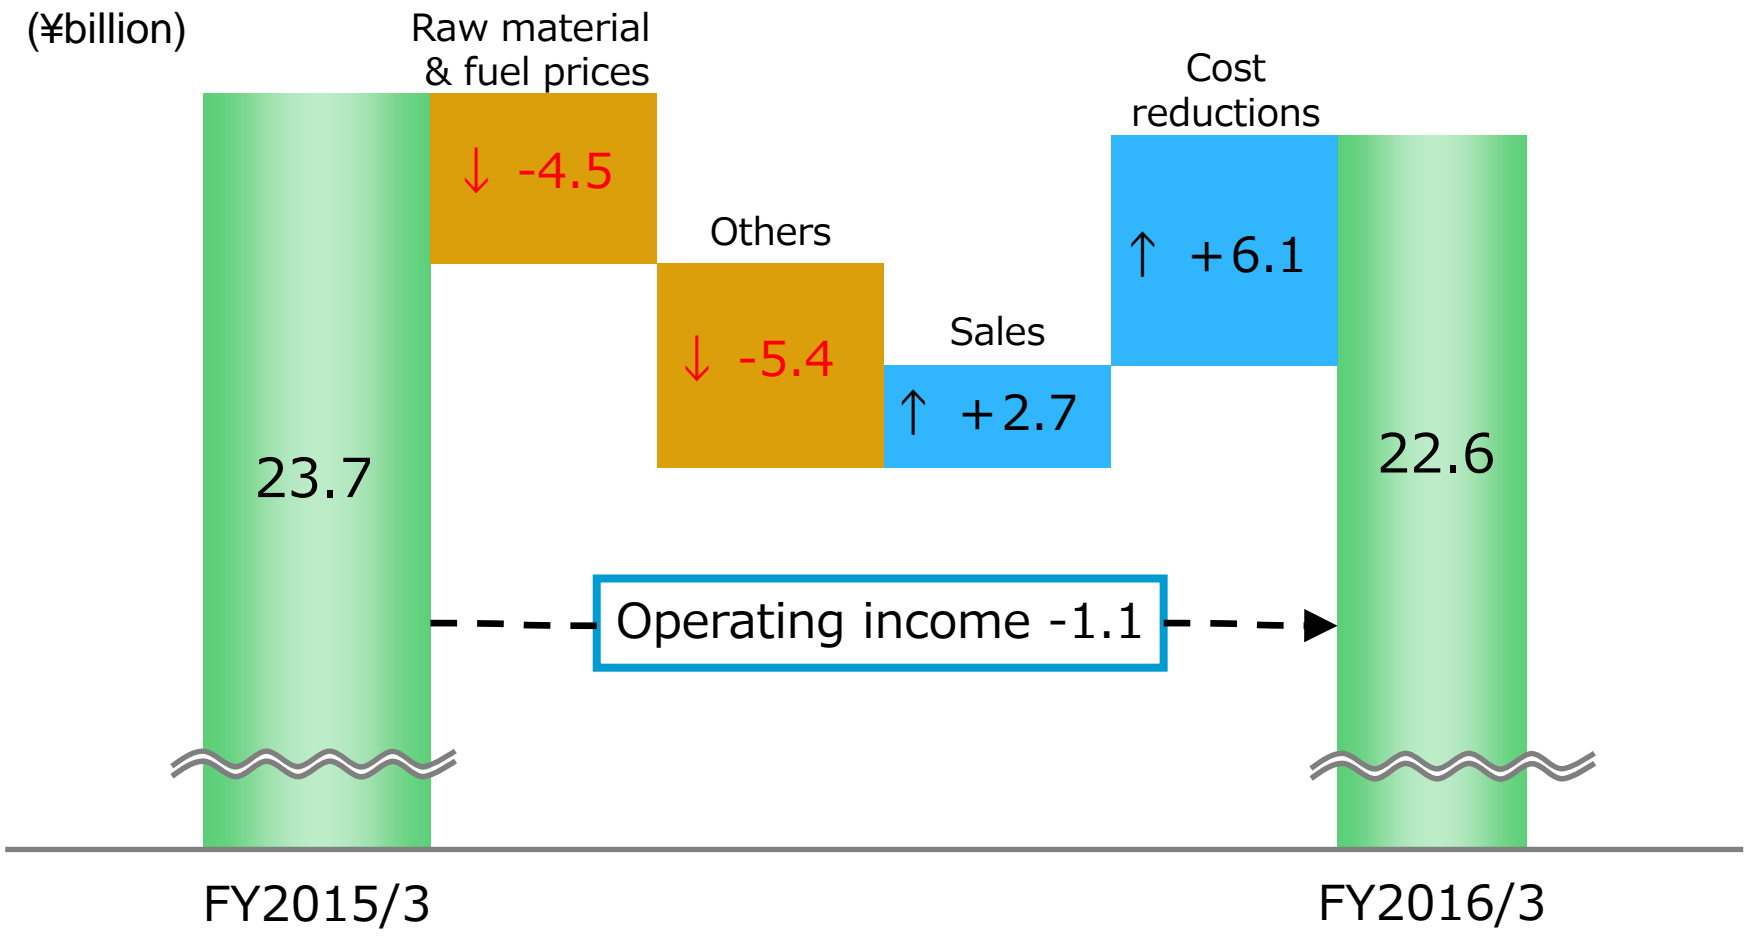 (¥billion)
Raw material
& fuel prices
Cost
reductions
↓ -4.5
Others
↑ +6.1
Sales
↓ -5.4
↑ +2.7
23.7
22.6
Operating income -1.1
FY2015/3
FY2016/3